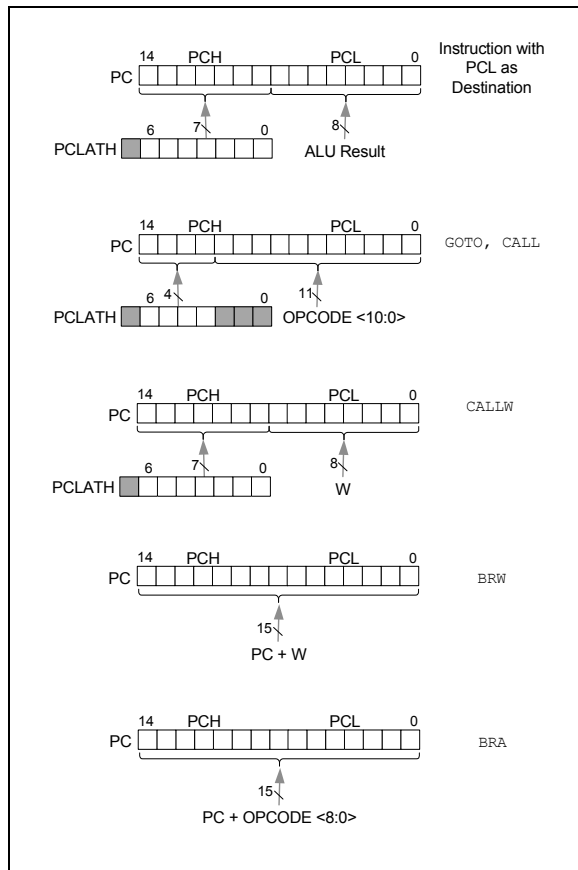 14 PCH PCL 0 Instruction with
PC PCL as
Destination
6 7 0 8
PCLATH ALU Result
14 PCH PCL 0
PC GOTO, CALL
6 4 0 11
PCLATH OPCODE <10:0>
14 PCH PCL 0
PC CALLW
6 7 0 8
PCLATH W
14 PCH PCL 0
PC BRW
15
PC + W
14 PCH PCL 0
PC BRA
15
PC + OPCODE <8:0>